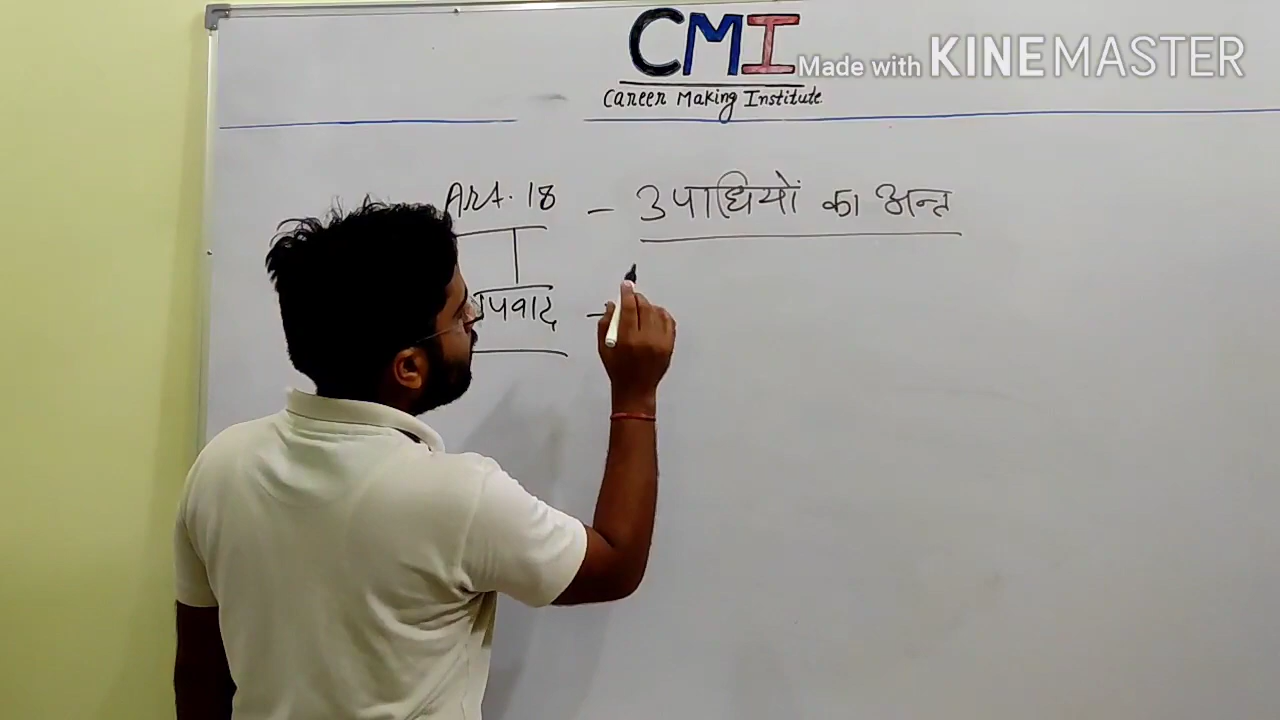 CMI
Made with KINEMASTER
Career Making Institute
Art. 18 - उपाधियों का अन्त
पवाद -